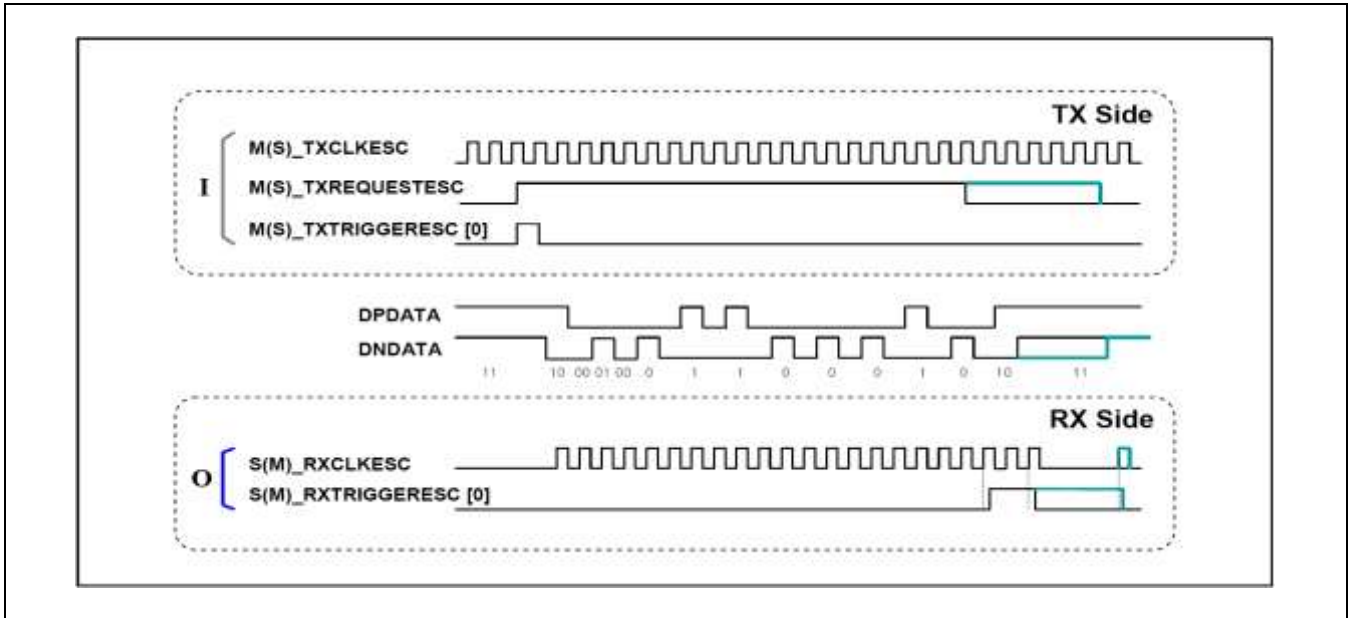 TX Side
M(S)_TXCLKESC
I
M(S)_TXREQUESTESC
M(S)_TXTRIGGERESC [0]
DPDATA
DNDATA
11 10 00 01 00 0 1 1 0 0 0 1 0 10 11
RX Side
S(M)_RXCLKESC
O
S(M)_RXTRIGGERESC [0]